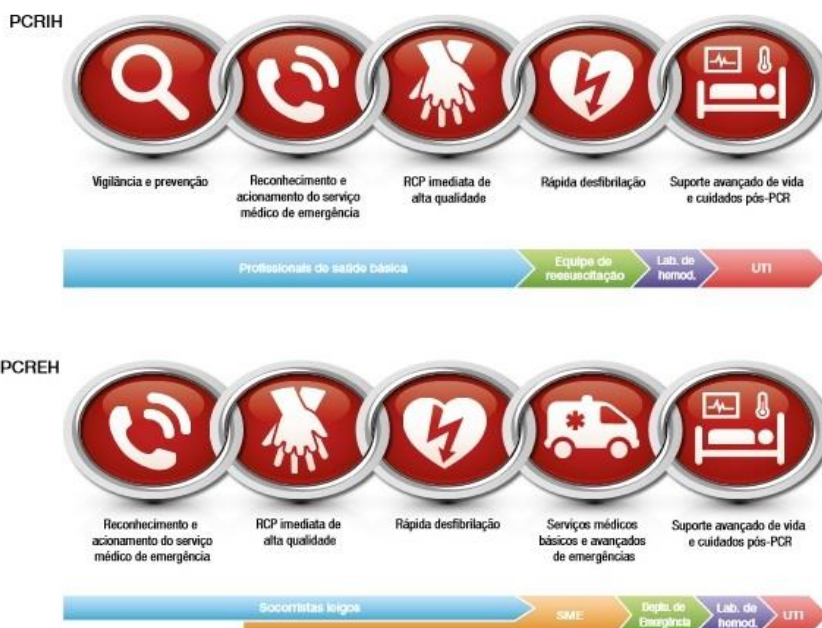 PCRIH
Vigilância e prevenção
Reconhecimento e
acionamento do serviço
médico de emergência
RCP imediata de
alta qualidade
Rápida desfibrilação
Suporte avançado de vida
e cuidados pós-PCR
Profissionais de saúde básica
Equipe de
ressuscitação
Lab. de
hemod.
UTI
PCREH
Reconhecimento e
acionamento do serviço
médico de emergência
RCP imediata de
alta qualidade
Rápida desfibrilação
Serviços médicos
básicos e avançados
de emergências
Suporte avançado de vida
e cuidados pós-PCR
Socorristas leigos
SME
Depto. de
Emergência
Lab. de
hemod.
UTI